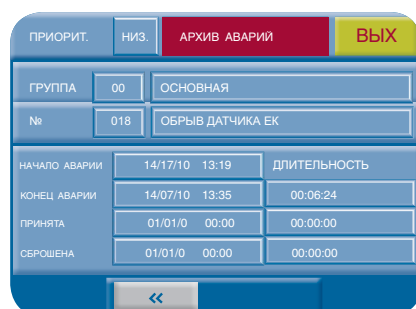 ПРИОРИТ. НИЗ. АРХИВ АВАРИЙ ВЫХ
ГРУППА 00 ОСНОВНАЯ
№ 018 ОБРЫВ ДАТЧИКА ЕК
НАЧАЛО АВАРИИ 14/17/10 13:19 ДЛИТЕЛЬНОСТЬ
КОНЕЦ АВАРИИ 14/07/10 13:35 00:06:24
ПРИНЯТА 01/01/0 00:00 00:00:00
СБРОШЕНА 01/01/0 00:00 00:00:00
«